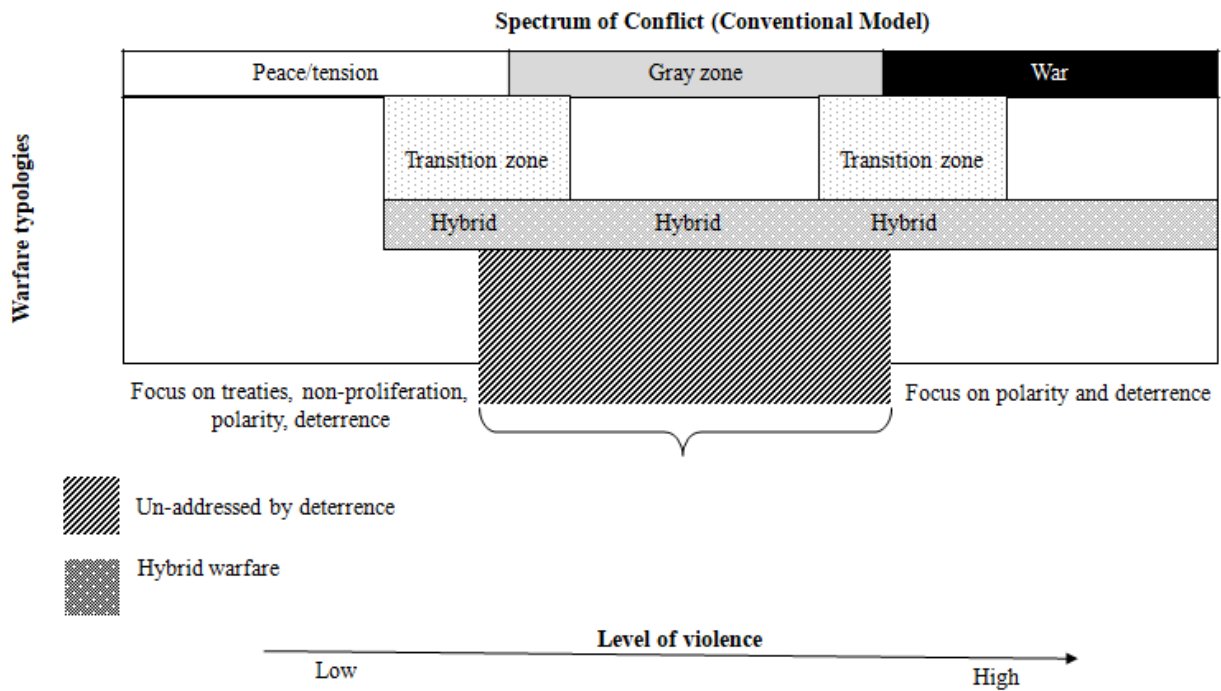 Spectrum of Conflict (Conventional Model)
Peace/tension
Gray zone
War
Warfare typologies
Transition zone
Transition zone
Hybrid
Hybrid
Hybrid
Focus on treaties, non-proliferation,
polarity, deterrence
Focus on polarity and deterrence
Un-addressed by deterrence
Hybrid warfare
Level of violence
Low
High